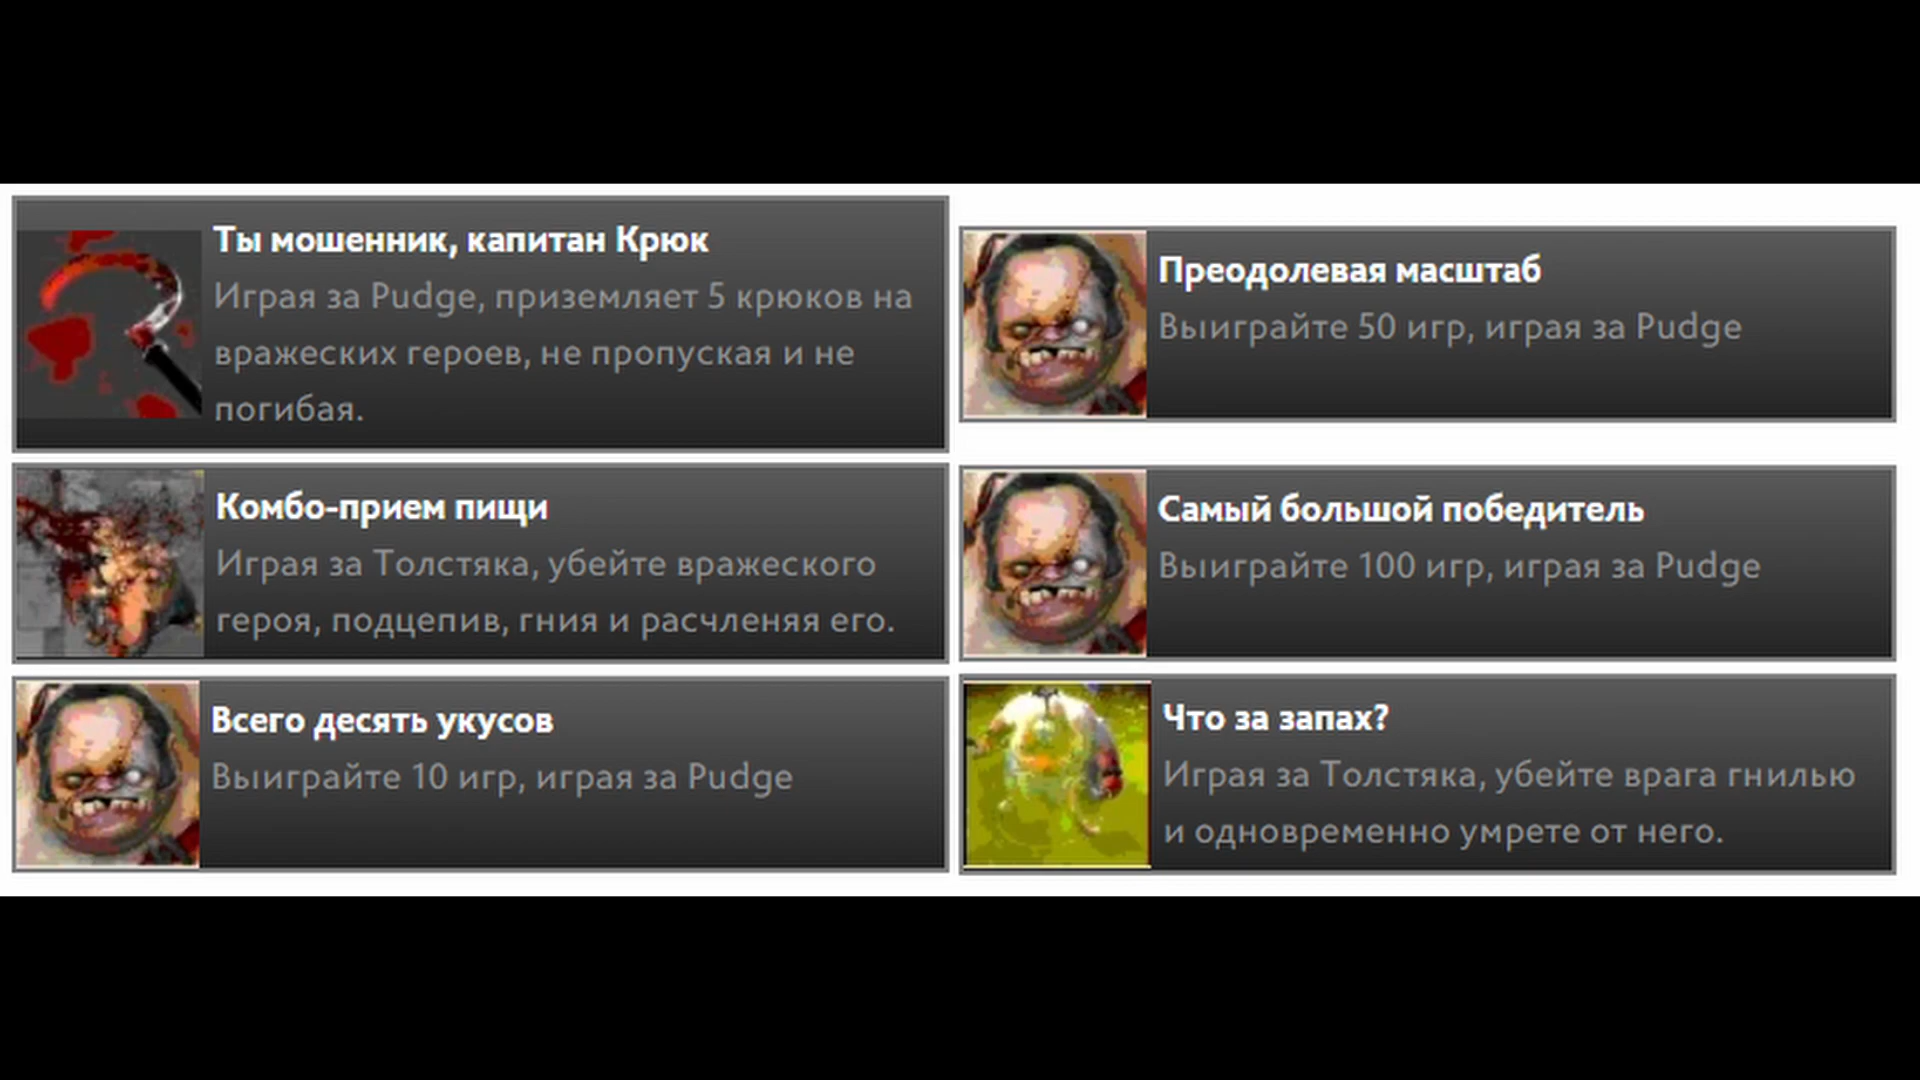 Ты мошенник, капитан Крюк
Играя за Pudge, приземляет 5 крюков на
вражеских героев, не пропуская и не
погибая.
Преодолевая масштаб
Выиграйте 50 игр, играя за Pudge
Комбо-прием пищи
Играя за Толстяка, убейте вражеского
героя, подцепив, гния и расчленяя его.
Самый большой победитель
Выиграйте 100 игр, играя за Pudge
Всего десять укусов
Выиграйте 10 игр, играя за Pudge
Что за запах?
Играя за Толстяка, убейте врага гнилью
и одновременно умрете от него.